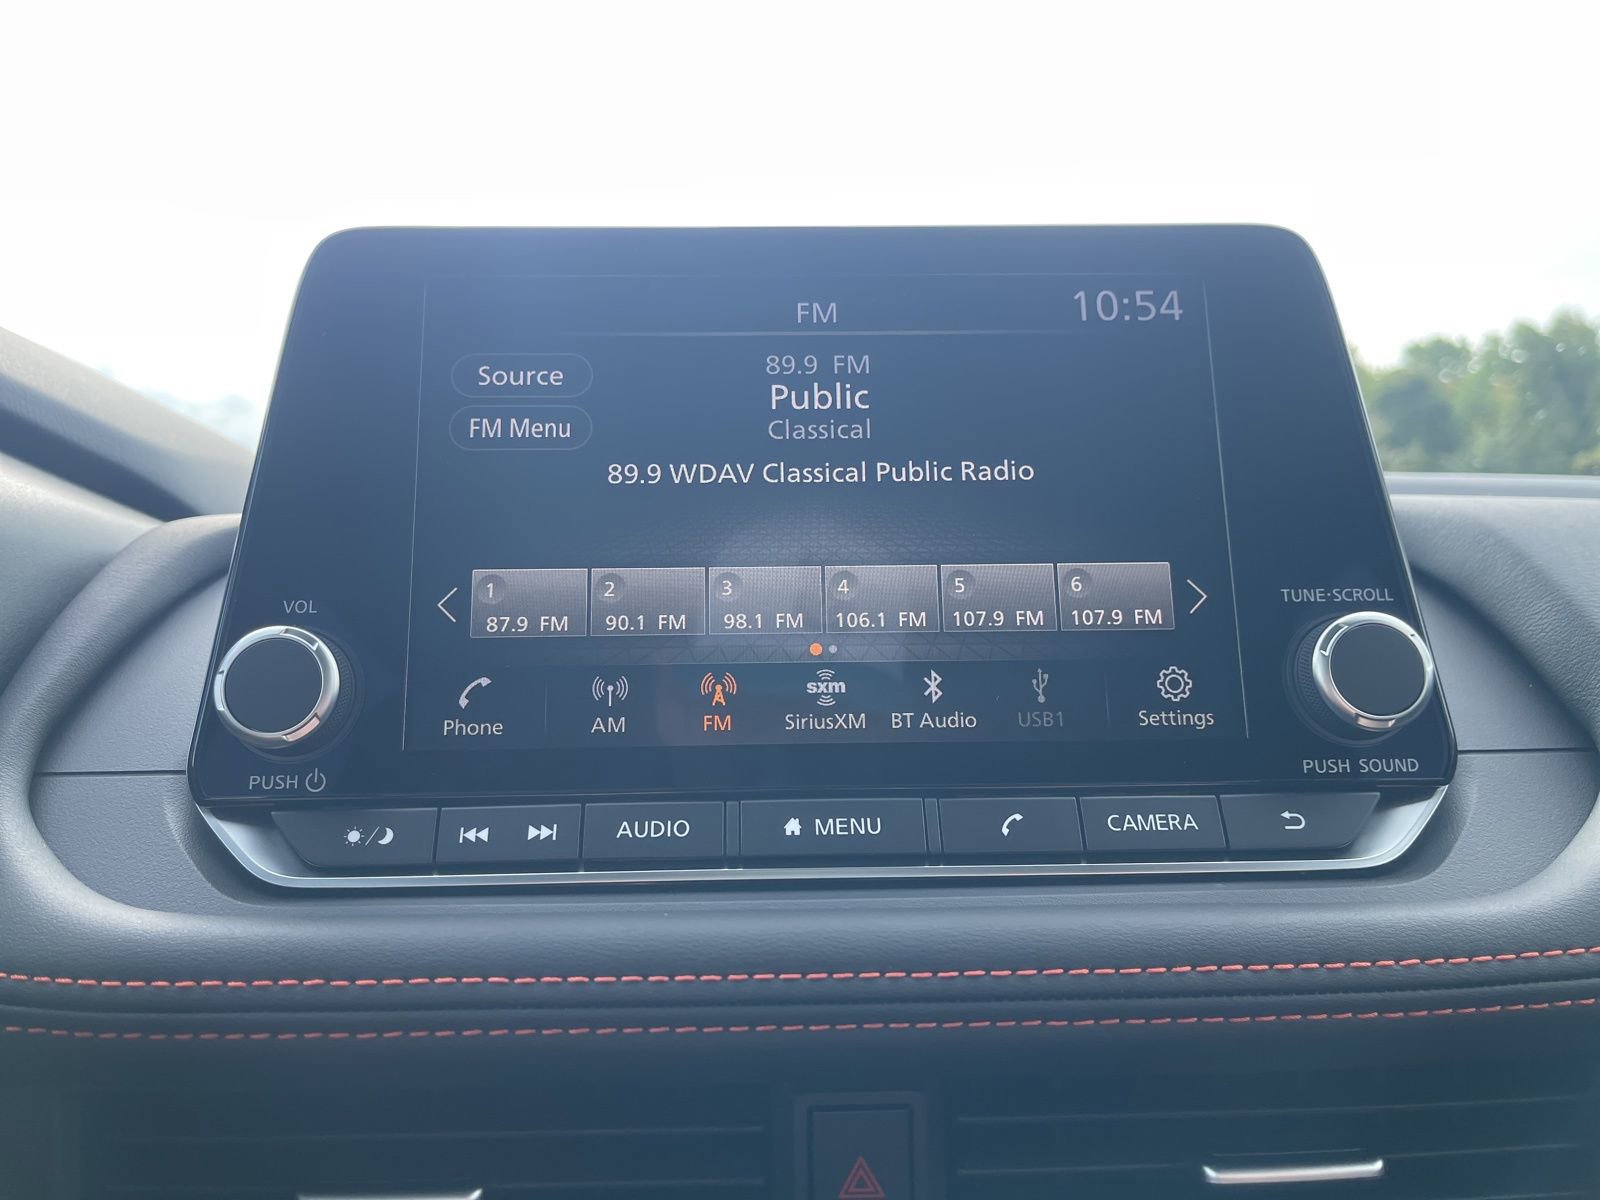 FM
10:54
Source
89.9 FM
Public
FM Menu
Classical
89.9 WDAV Classical Public Radio
1 2 3 4 5 6
87.9 FM 90.1 FM 98.1 FM 106.1 FM 107.9 FM 107.9 FM
VOL
TUNE·SCROLL
sxm
Phone AM FM SiriusXM BT Audio USB1 Settings
PUSH
PUSH SOUND
AUDIO MENU CAMERA